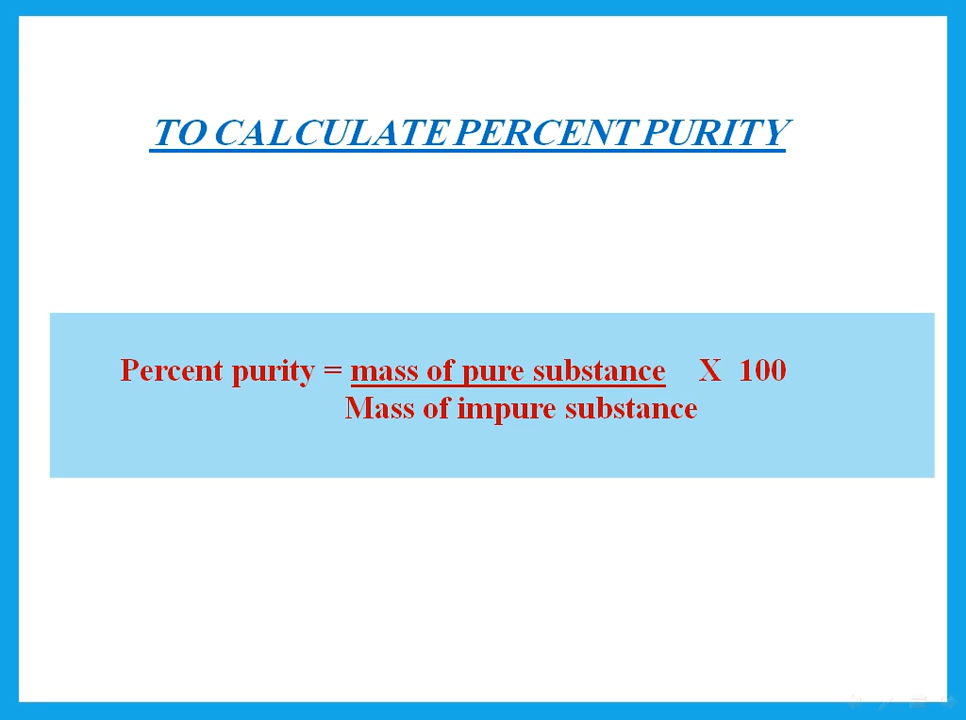 TO CALCULATE PERCENT PURITY
Percent purity = mass of pure substance X 100
Mass of impure substance